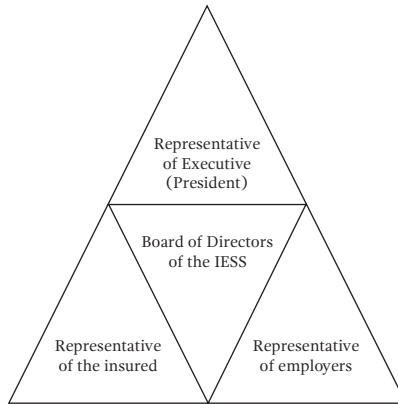 Representative
of Executive
(President)
Board of Directors
of the IESS
Representative
of the insured
Representative
of employers